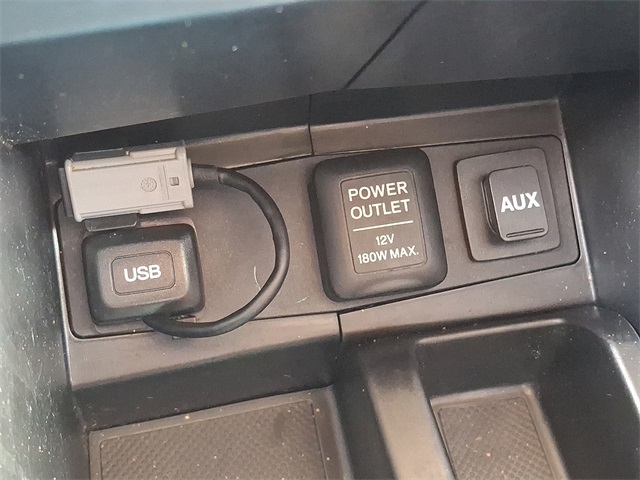 USB
POWER
OUTLET
12V
180W MAX.
AUX